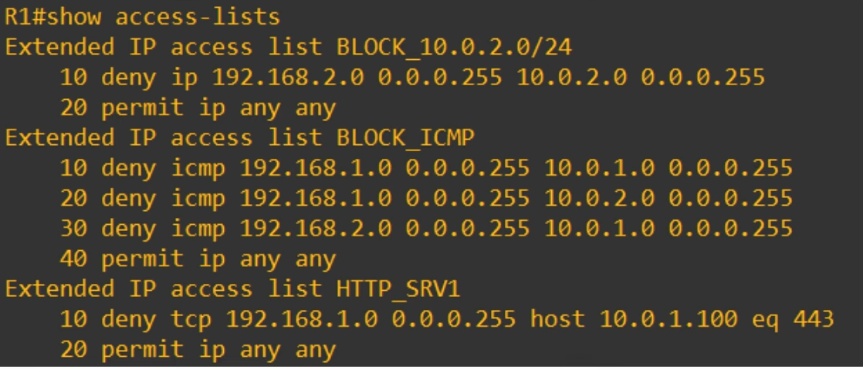 R1#show access-lists
Extended IP access list BLOCK_10.0.2.0/24
    10 deny ip 192.168.2.0 0.0.0.255 10.0.2.0 0.0.0.255
    20 permit ip any any
Extended IP access list BLOCK_ICMP
    10 deny icmp 192.168.1.0 0.0.0.255 10.0.1.0 0.0.0.255
    20 deny icmp 192.168.1.0 0.0.0.255 10.0.2.0 0.0.0.255
    30 deny icmp 192.168.2.0 0.0.0.255 10.0.1.0 0.0.0.255
    40 permit ip any any
Extended IP access list HTTP_SRV1
    10 deny tcp 192.168.1.0 0.0.0.255 host 10.0.1.100 eq 443
    20 permit ip any any